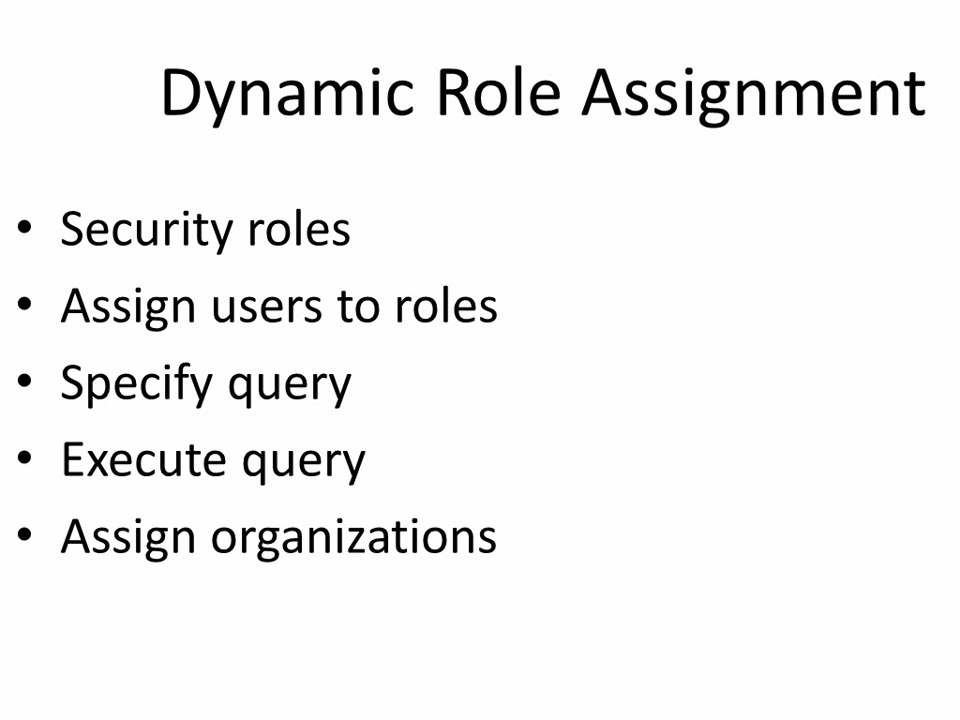 Dynamic Role Assignment
• Security roles
• Assign users to roles
• Specify query
• Execute query
• Assign organizations